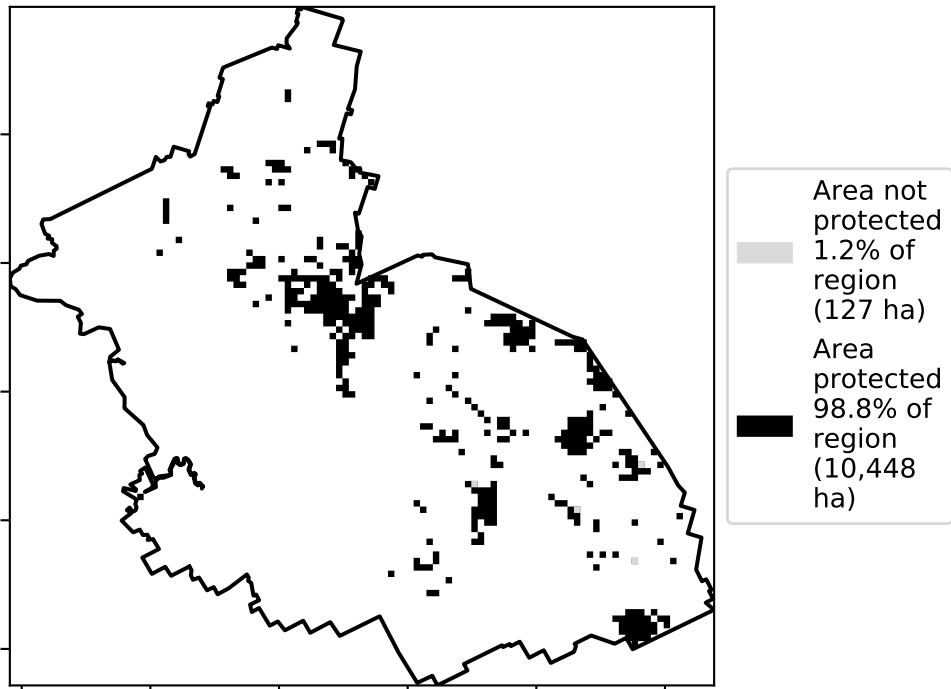 Area not
protected
1.2% of
region
(127 ha)
Area
protected
98.8% of
region
(10,448
ha)